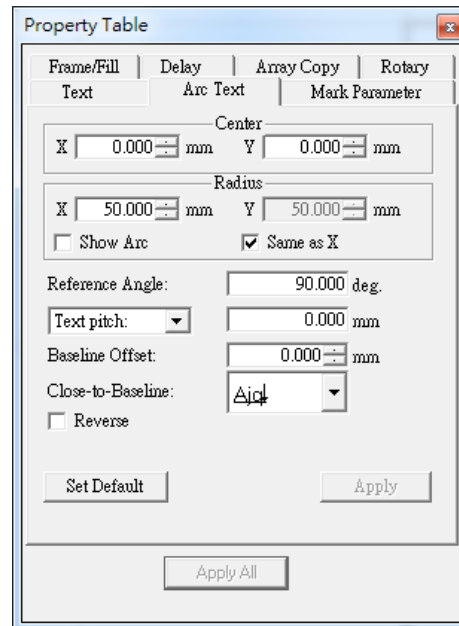 Property Table
Frame/Fill Delay Array Copy Rotary
Text Arc Text Mark Parameter
Center
X 0.000 mm Y 0.000 mm
Radius
X 50.000 mm Y 50.000 mm
Show Arc Same as X
Reference Angle: 90.000 deg.
Text pitch: 0.000 mm
Baseline Offset: 0.000 mm
Close-to-Baseline: Ajq
Reverse
Set Default Apply
Apply All